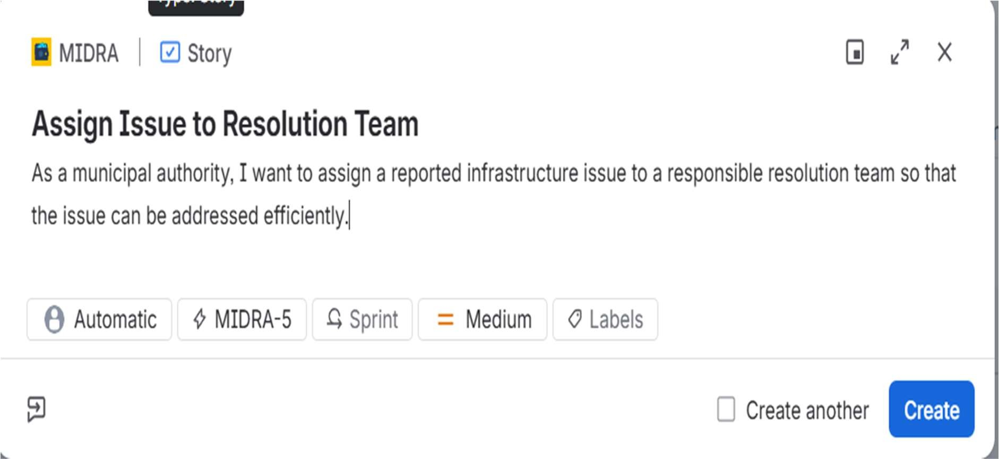 MIDRA
Story
Assign Issue to Resolution Team
As a municipal authority, I want to assign a reported infrastructure issue to a responsible resolution team so that
the issue can be addressed efficiently.
Automatic
MIDRA-5
Sprint
Medium
Labels
Create another
Create